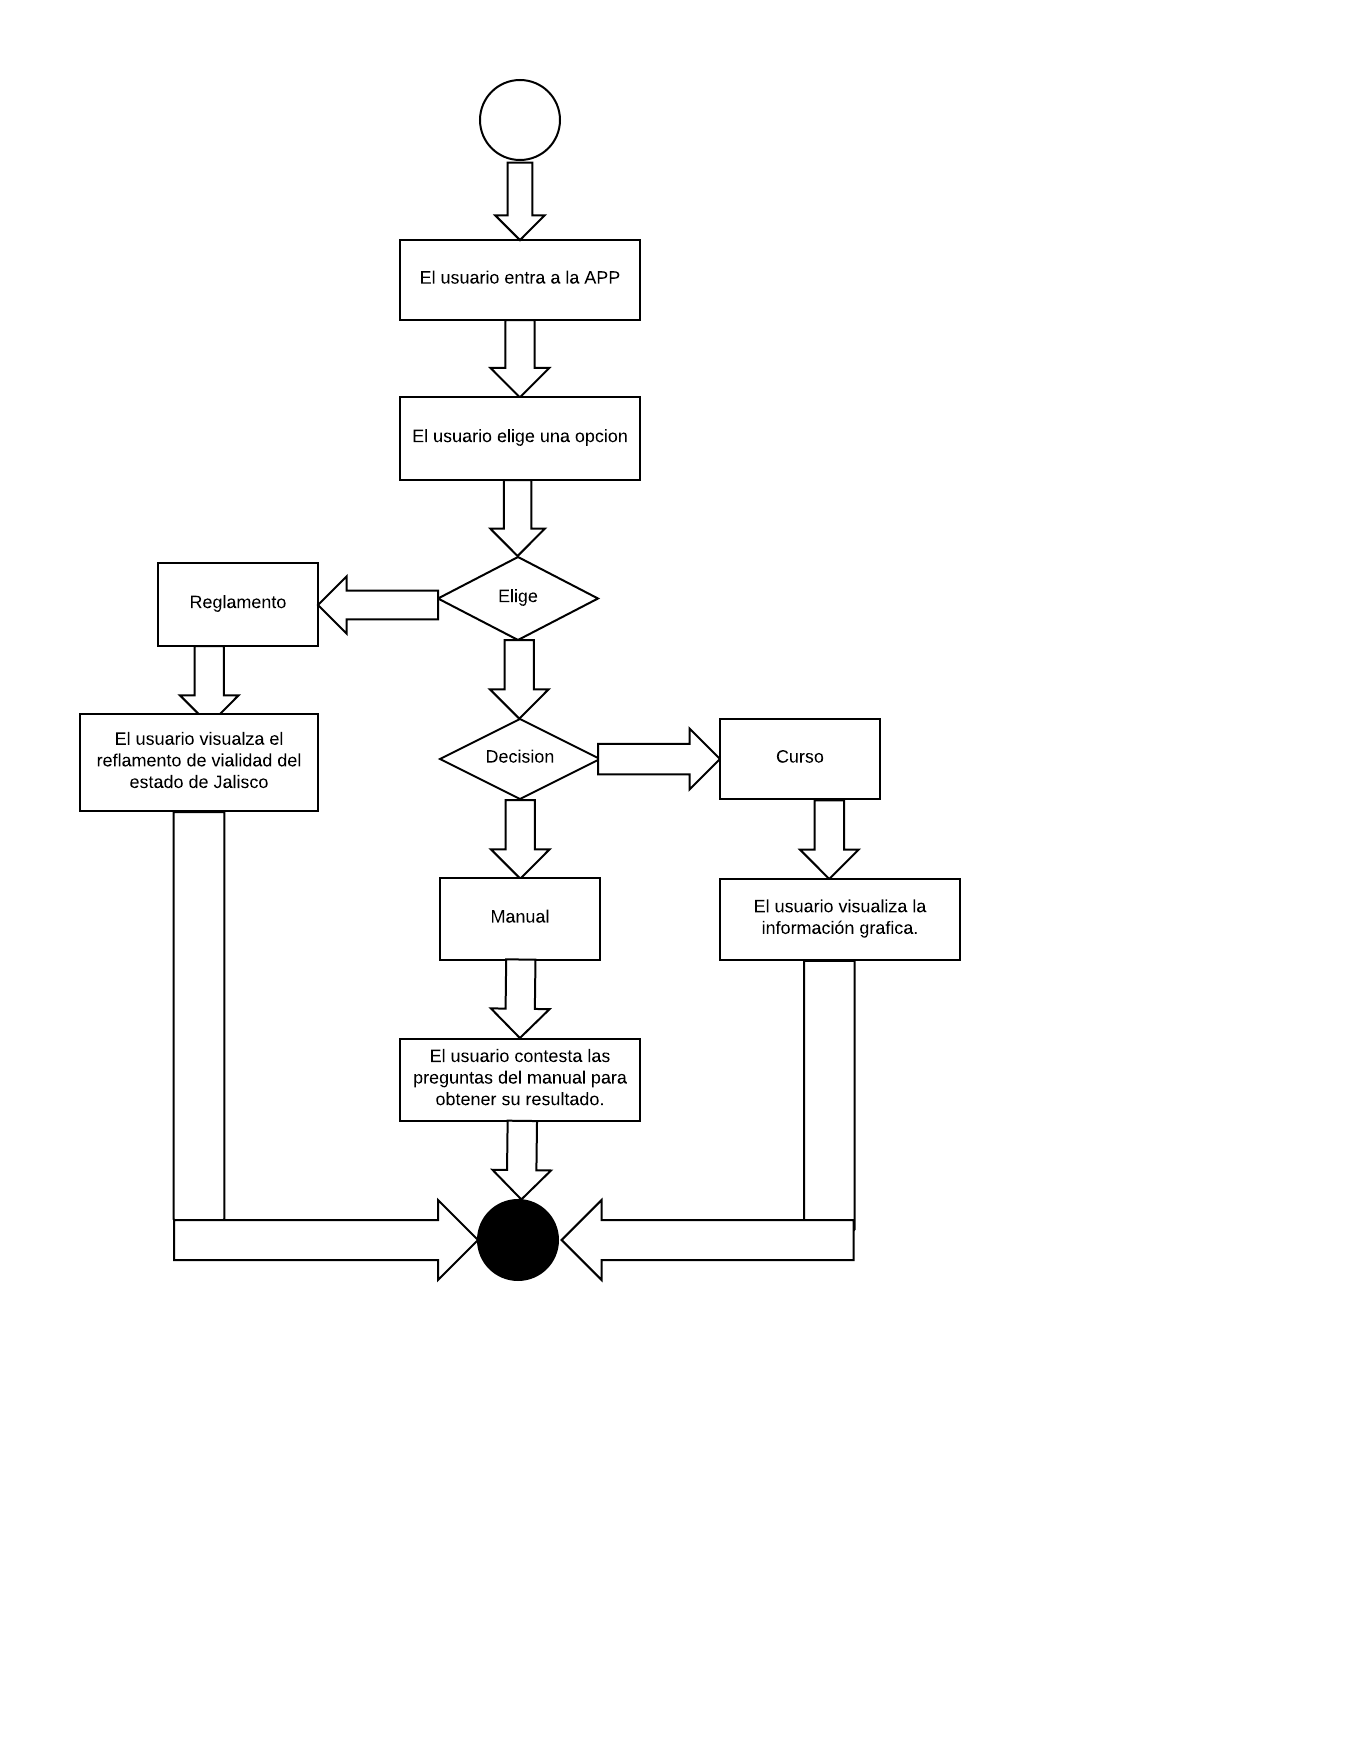 El usuario entra a la APP
El usuario elige una opcion
Elige
Reglamento
El usuario visualza el
reflamento de vialidad del
estado de Jalisco
Decision
Curso
Manual
El usuario visualiza la
información grafica.
El usuario contesta las
preguntas del manual para
obtener su resultado.